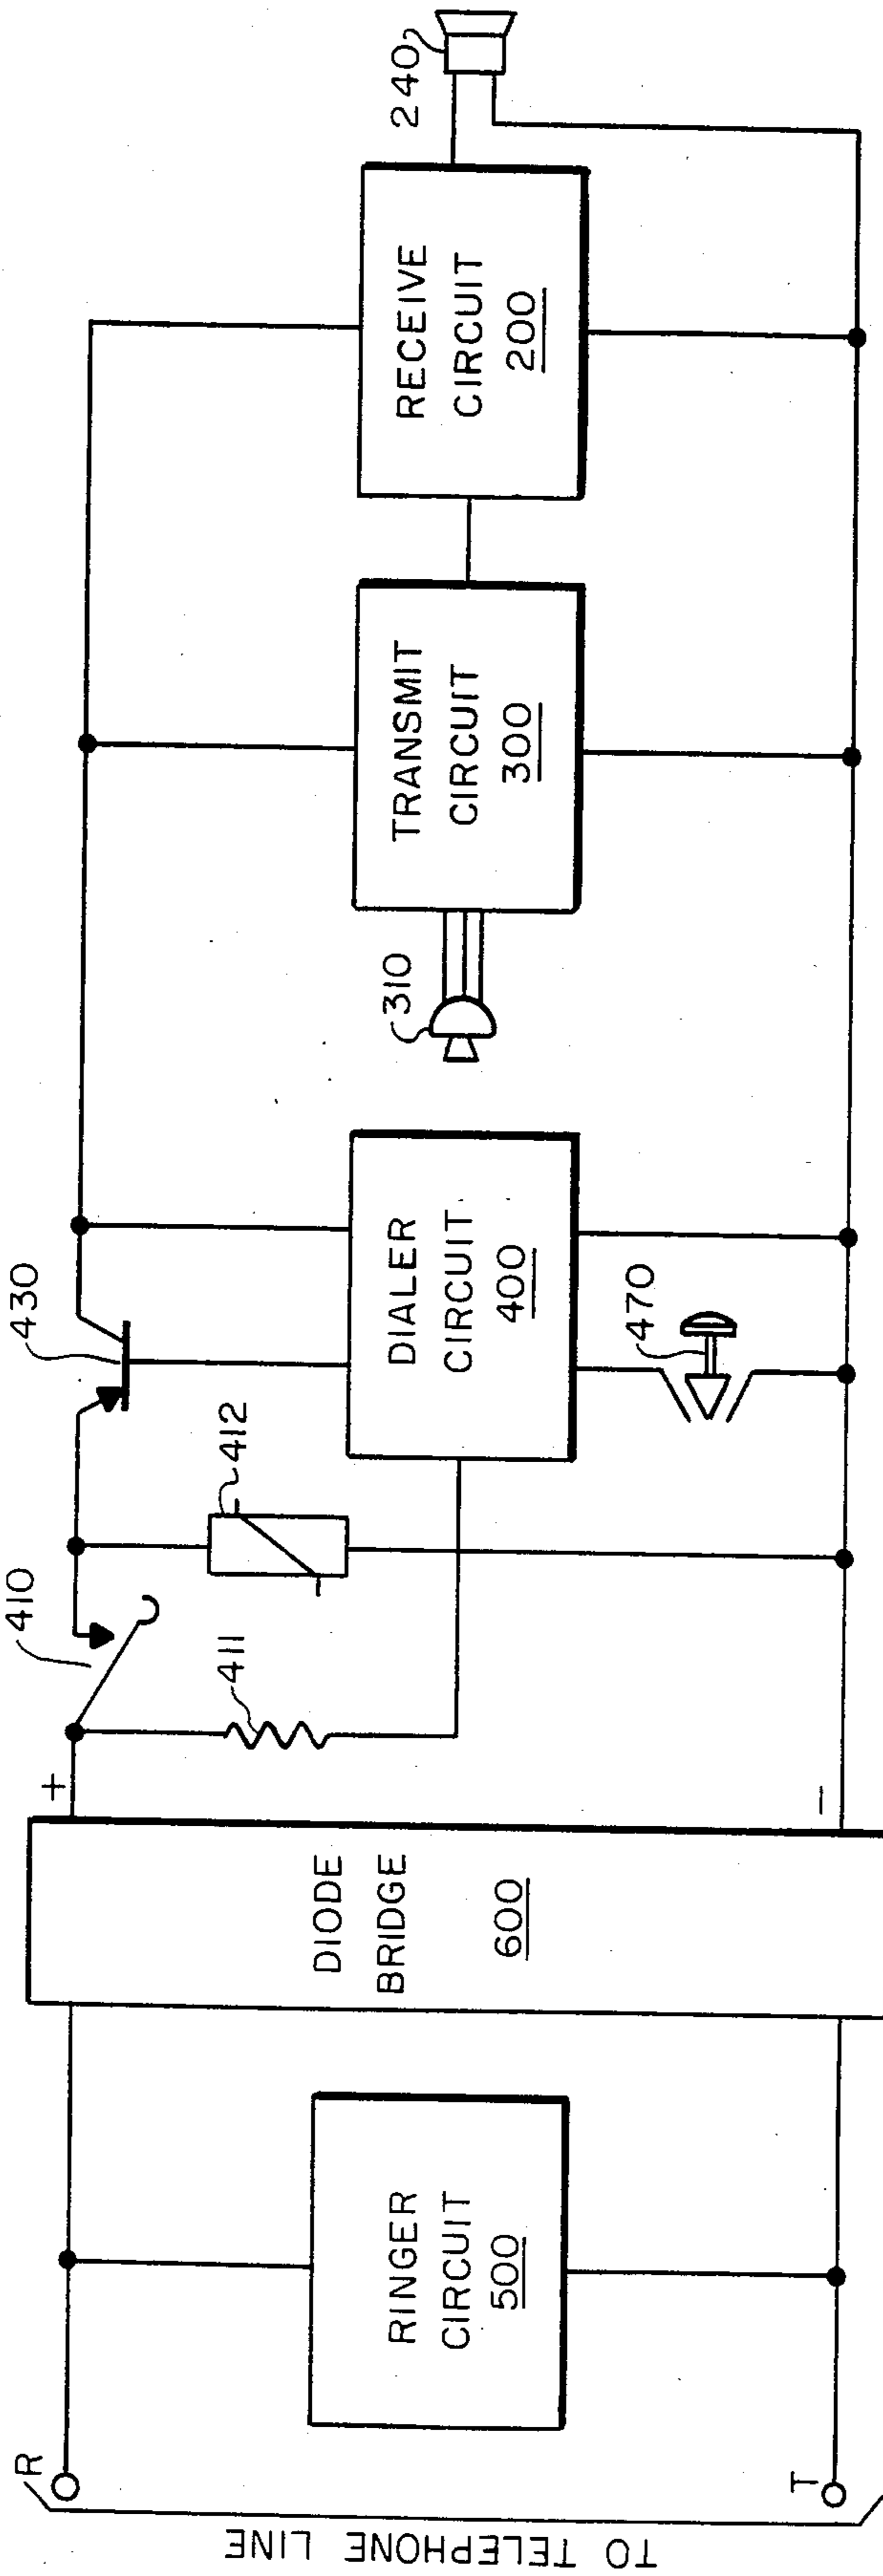 TO TELEPHONE LINE
R
T
RINGER
CIRCUIT
500
DIODE
BRIDGE
600
+
−
410
411
412
430
DIALER
CIRCUIT
400
470
310
TRANSMIT
CIRCUIT
300
RECEIVE
CIRCUIT
200
240